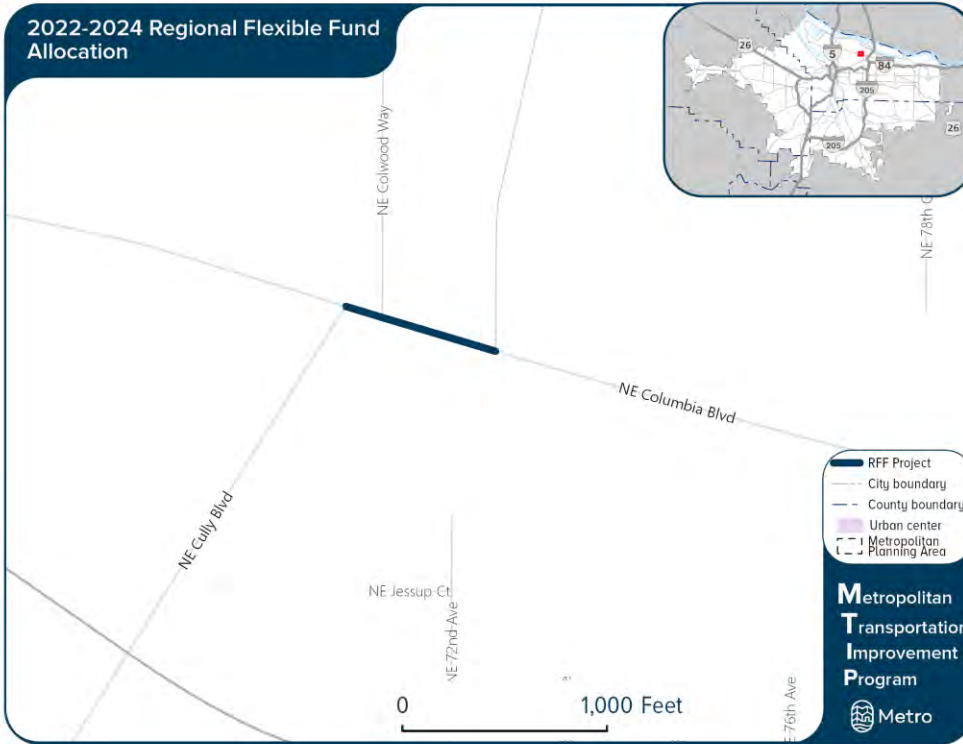 2022-2024 Regional Flexible Fund
Allocation
26
5
84
205
26
205
NE Colwood Way
NE 78th
NE Columbia Blvd
NE Cully Blvd
NE Jessup Ct
NE 72nd Ave
NE 76th Ave
RFF Project
City boundary
County boundary
Urban center
Metropolitan
Planning Area
Metropolitan
Transportation
Improvement
Program
Metro
0 1,000 Feet